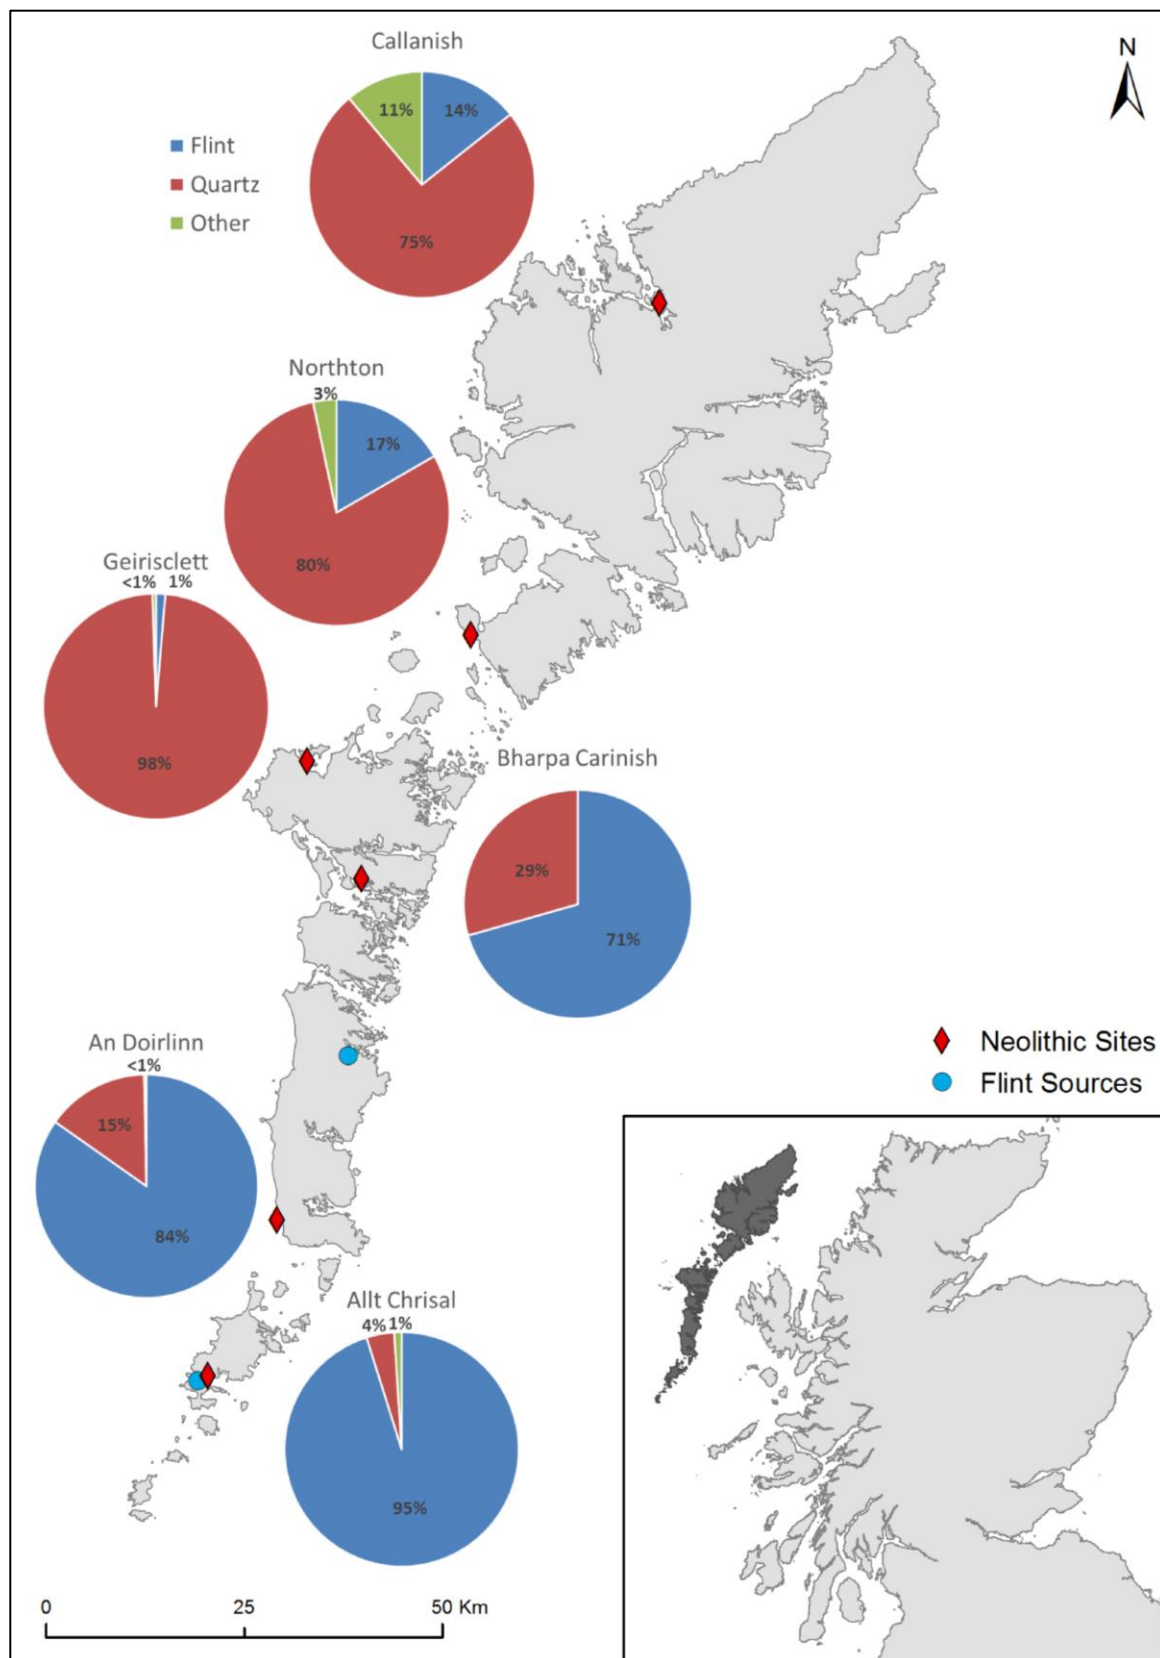 Callanish
N
11%
14%
Flint
Quartz
Other
75%
Northton
3%
17%
80%
Geirisclett
<1% 1%
98%
Bharpa Carinish
29%
71%
An Doirlinn
<1%
15%
84%
Neolithic Sites
Flint Sources
Allt Chrisal
4% 1%
95%
0 25 50 Km